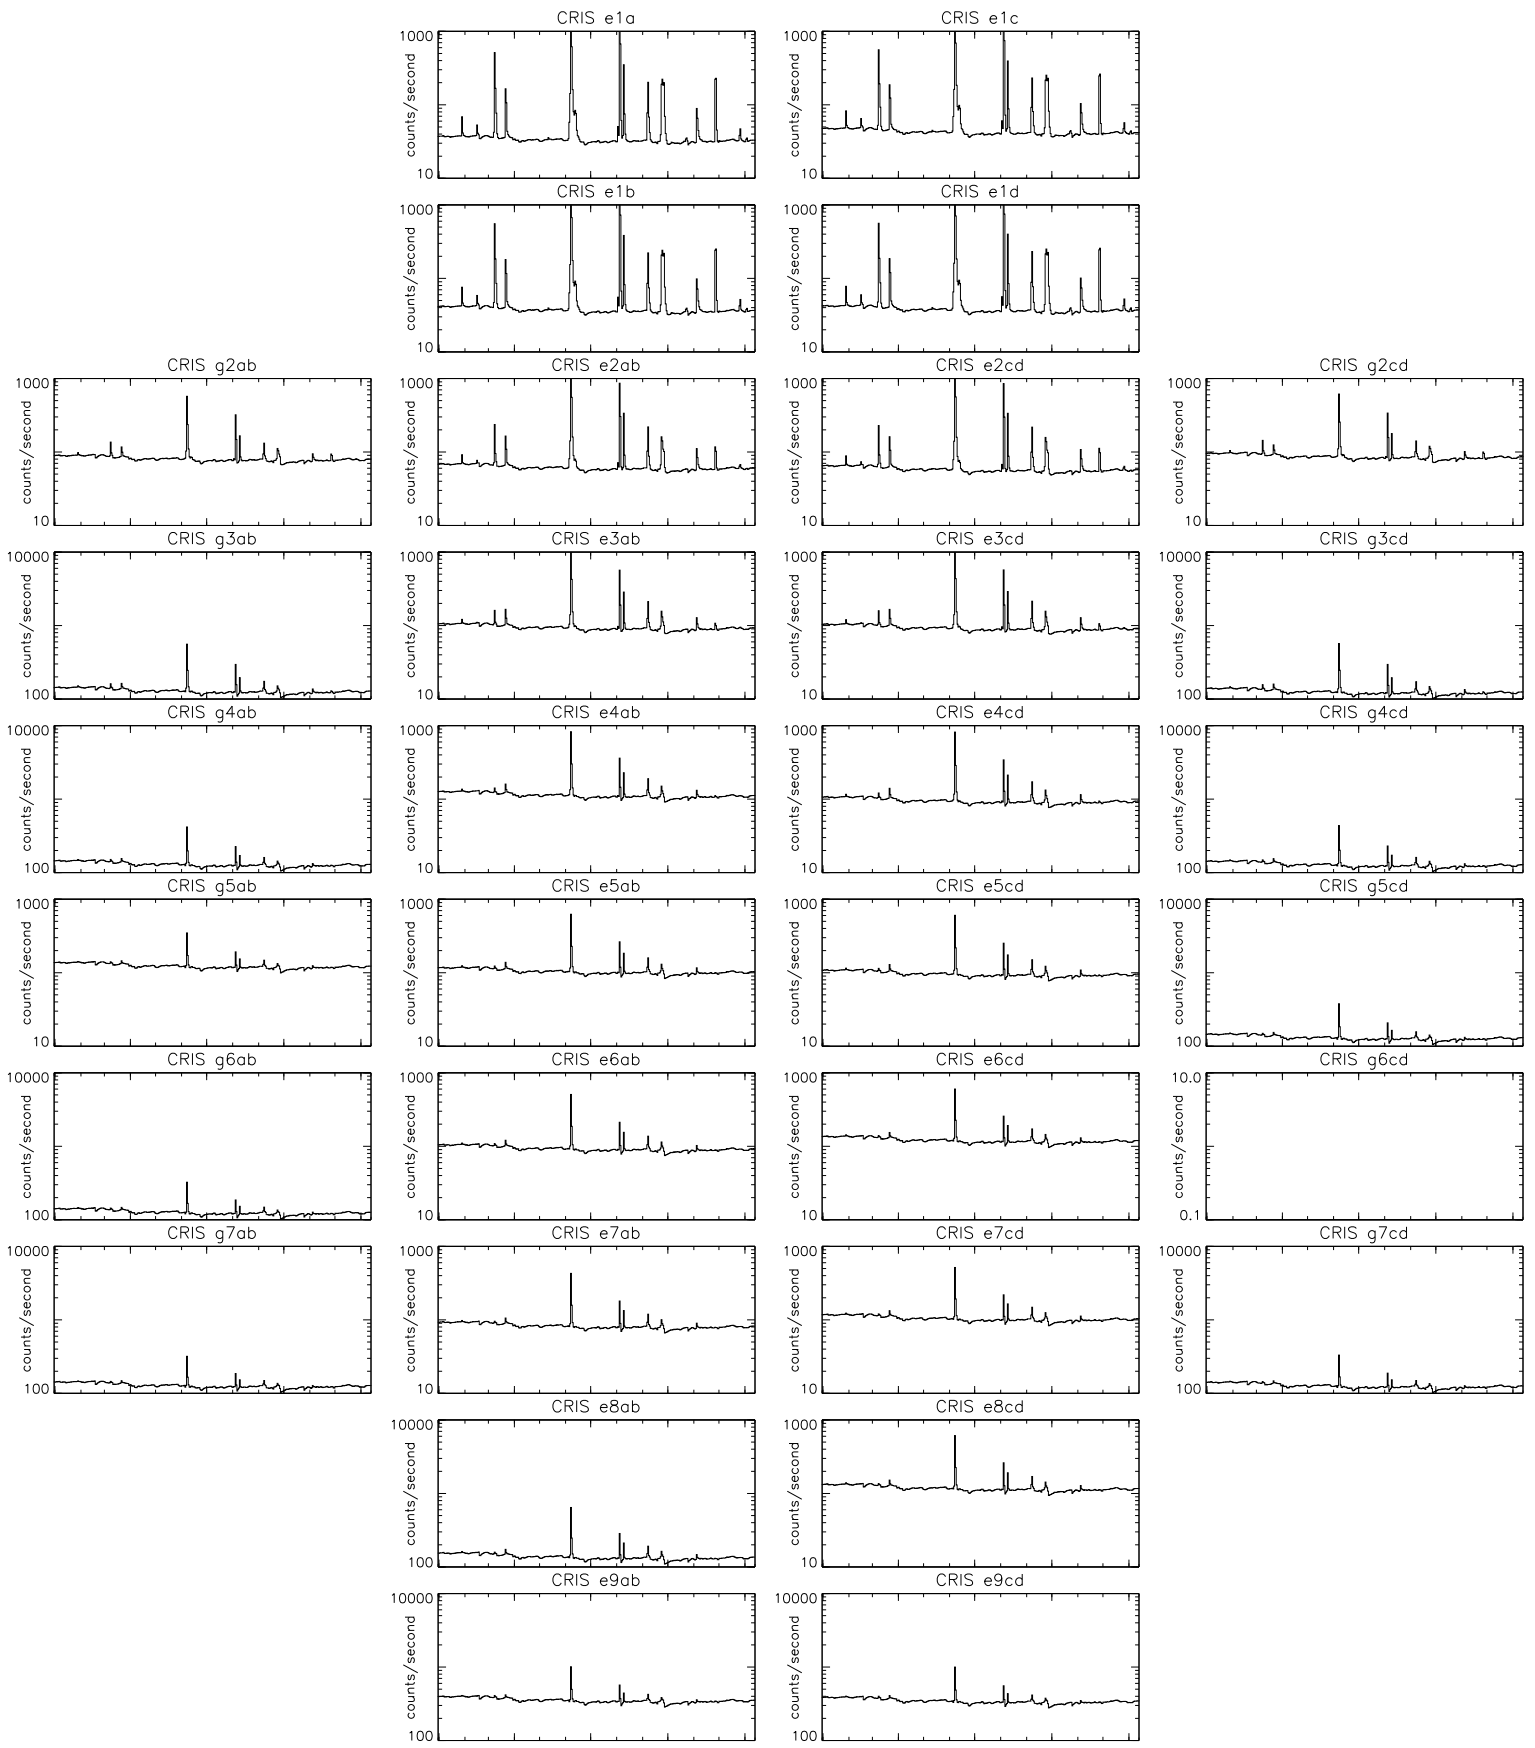 CRIS e1a
CRIS e1c
1000
counts/second
10
1000
counts/second
10
CRIS e1b
CRIS e1d
1000
counts/second
10
1000
counts/second
10
CRIS g2ab
CRIS e2ab
CRIS e2cd
CRIS g2cd
1000
counts/second
10
1000
counts/second
10
1000
counts/second
10
1000
counts/second
10
CRIS g3ab
CRIS e3ab
CRIS e3cd
CRIS g3cd
10000
counts/second
100
1000
counts/second
10
1000
counts/second
10
10000
counts/second
100
CRIS g4ab
CRIS e4ab
CRIS e4cd
CRIS g4cd
10000
counts/second
100
1000
counts/second
10
1000
counts/second
10
10000
counts/second
100
CRIS g5ab
CRIS e5ab
CRIS e5cd
CRIS g5cd
1000
counts/second
10
1000
counts/second
10
1000
counts/second
10
10000
counts/second
100
CRIS g6ab
CRIS e6ab
CRIS e6cd
CRIS g6cd
10000
counts/second
100
1000
counts/second
10
1000
counts/second
10
10.0
counts/second
0.1
CRIS g7ab
CRIS e7ab
CRIS e7cd
CRIS g7cd
10000
counts/second
100
1000
counts/second
10
1000
counts/second
10
10000
counts/second
100
CRIS e8ab
CRIS e8cd
10000
counts/second
100
1000
counts/second
10
CRIS e9ab
CRIS e9cd
10000
counts/second
100
10000
counts/second
100